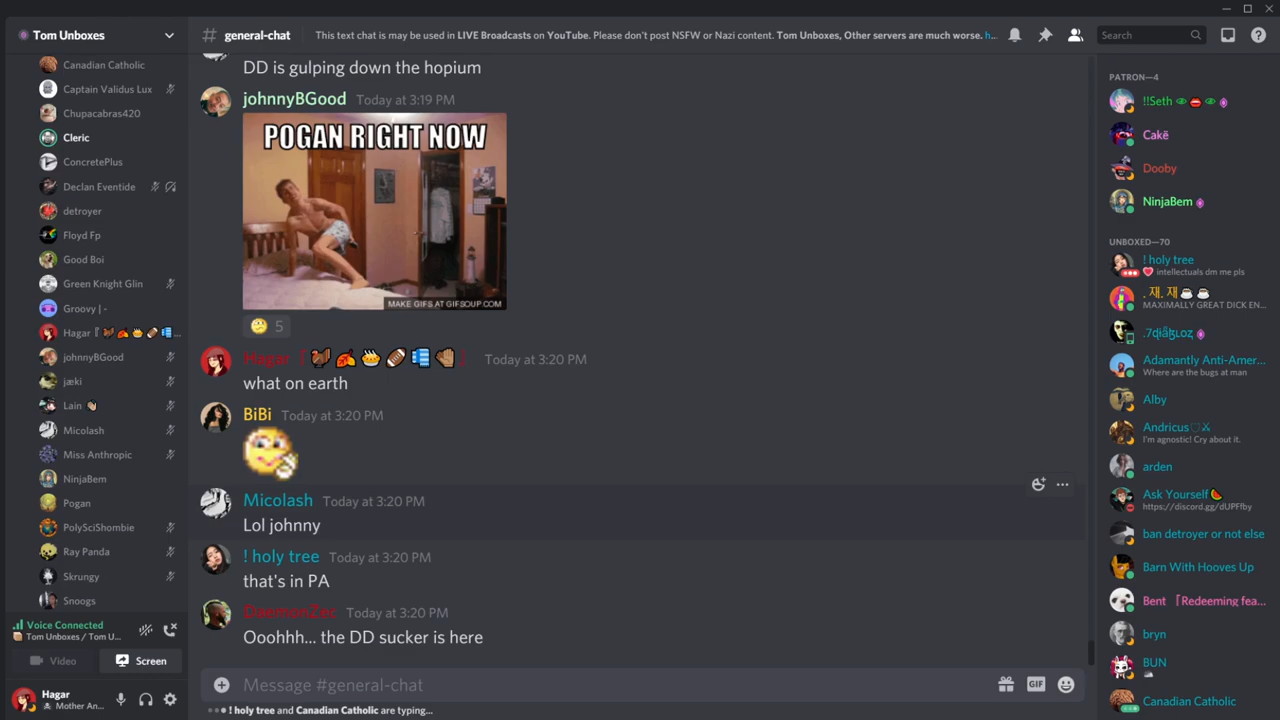 Tom Unboxes
Canadian Catholic
Captain Validus Lux
Chupacabras420
Cleric
ConcretePlus
Declan Eventide
detroyer
Floyd Fp
Good Boi
Green Knight Glin
Groovy | -
Hagar『🦃🍂🥧🏈🥛...
johnnyBGood
jæki
Lain
Micolash
Miss Anthropic
NinjaBem
Pogan
PolySciShombie
Ray Panda
Skrungy
Snoogs
Voice Connected
Tom Unboxes / Tom U...
Video
Screen
Hagar
Mother An...
# general-chat
This text chat is may be used in LIVE Broadcasts on YouTube. Please don't post NSFW or Nazi content. Tom Unboxes, Other servers are much worse. h...
Search
DD is gulping down the hopium
johnnyBGood Today at 3:19 PM
POGAN RIGHT NOW
MAKE GIFS AT GIFSOUP.COM
5
Hagar Today at 3:20 PM
what on earth
BiBi Today at 3:20 PM
Micolash Today at 3:20 PM
Lol johnny
! holy tree Today at 3:20 PM
that's in PA
DaemonZec Today at 3:20 PM
Ooohhh... the DD sucker is here
Message #general-chat
GIF
! holy tree and Canadian Catholic are typing...
PATRON—4
!!Seth
Cakë
Dooby
NinjaBem
UNBOXED—70
! holy tree
intellectuals dm me pls
. 재. 재
MAXIMALLY GREAT DICK EN...
Adamantly Anti-Amer...
Where are the bugs at man
Alby
Andricus
I'm agnostic! Cry about it.
arden
Ask Yourself
https://discord.gg/dUPFfby
ban detroyer or not else
Barn With Hooves Up
Bent「Redeeming fea...
bryn
BUN
Canadian Catholic